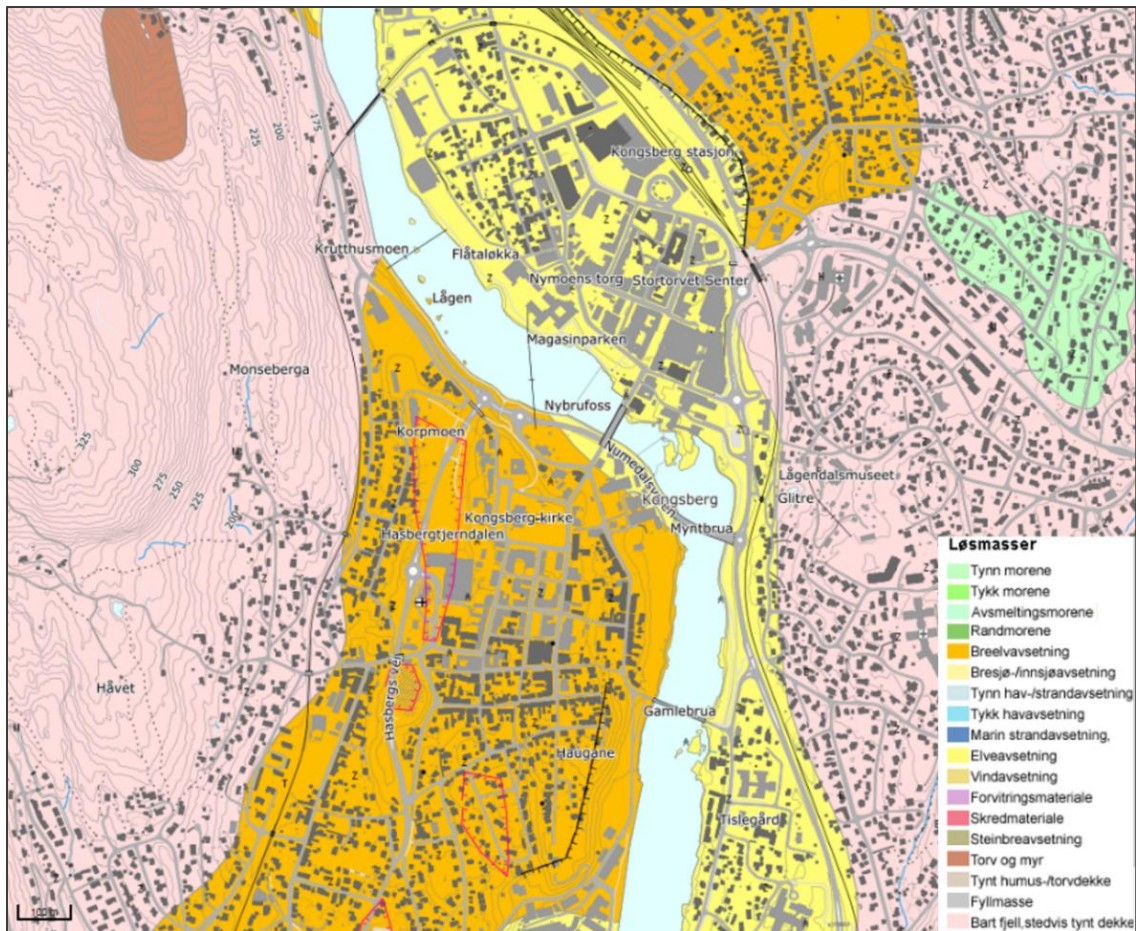 175
200
225
Kongsberg stasjon
Krutthusmoen
Flåtaløkka
Nymoens torg
Stortorvet Senter
Lågen
Magasinparken
Monseberga
Nybrufoss
Korpmoen
325
300
275
250
225
200
Numedalsveien
Lågendalsmuseet
Glitre
Kongsberg
Kongsberg kirke
Myntbrua
Hasbergtjerndalen
Håvet
Hasbergs vei
Gamlebrua
Haugane
Tislegård
100 m
Løsmasser
Tynn morene
Tykk morene
Avsmeltingsmorene
Randmorene
Breelvavsetning
Bresjø-/innsjøavsetning
Tynn hav-/strandavsetning
Tykk havavsetning
Marin strandavsetning,
Elveavsetning
Vindavsetning
Forvitringsmateriale
Skredmateriale
Steinbreavsetning
Torv og myr
Tynt humus-/torvdekke
Fyllmasse
Bart fjell,stedvis tynt dekke